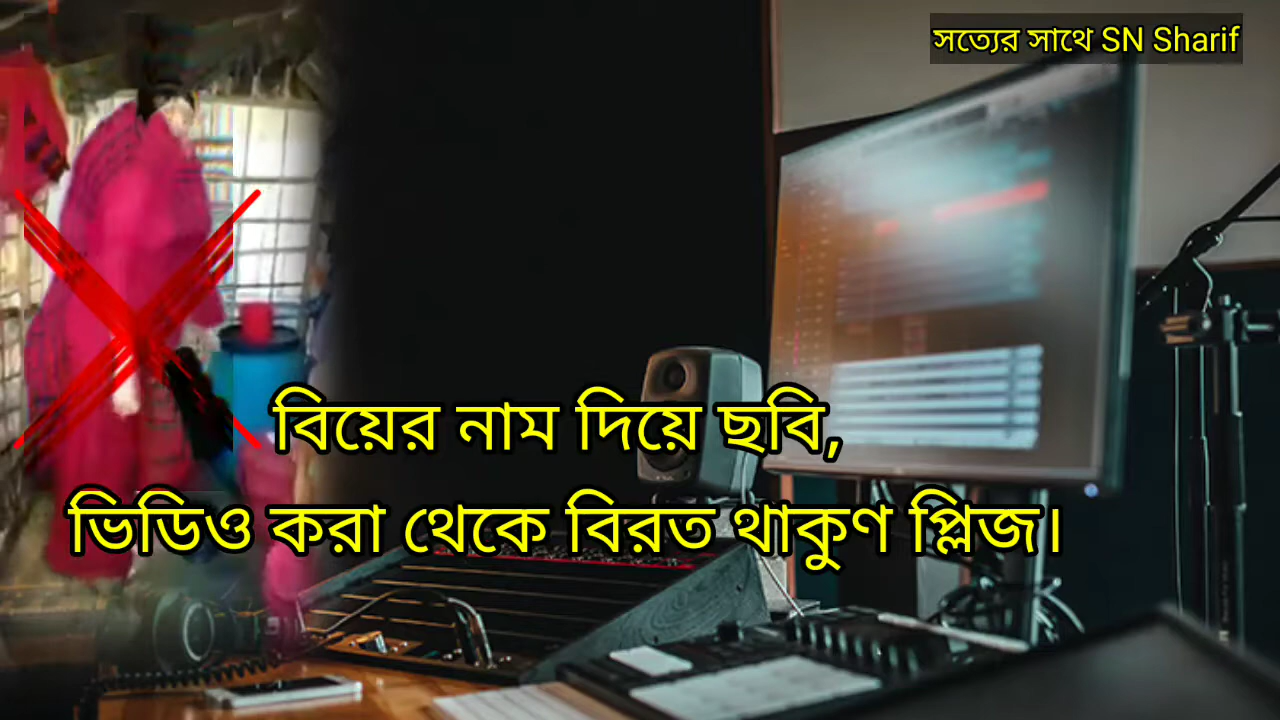 সত্যের সাথে SN Sharif
বিয়ের নাম দিয়ে ছবি,
ভিডিও করা থেকে বিরত থাকুণ প্লিজ।